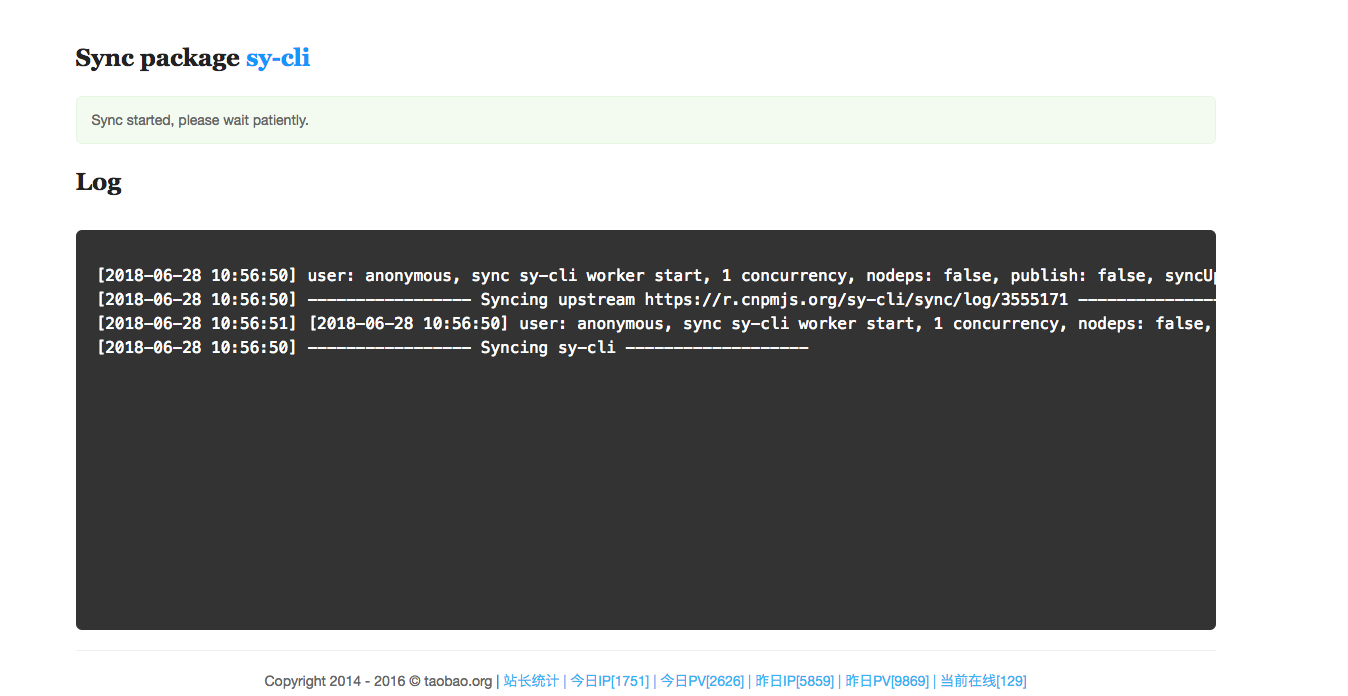 Sync package sy-cli
Sync started, please wait patiently.
Log
[2018-06-28 10:56:50] user: anonymous, sync sy-cli worker start, 1 concurrency, nodeps: false, publish: false, syncUp
[2018-06-28 10:56:50] ----------------- Syncing upstream https://r.cnpmjs.org/sy-cli/sync/log/3555171 ---------------
[2018-06-28 10:56:51] [2018-06-28 10:56:50] user: anonymous, sync sy-cli worker start, 1 concurrency, nodeps: false,
[2018-06-28 10:56:50] ----------------- Syncing sy-cli -------------------
Copyright 2014 - 2016 © taobao.org | 站长统计 | 今日IP[1751] | 今日PV[2626] | 昨日IP[5859] | 昨日PV[9869] | 当前在线[129]